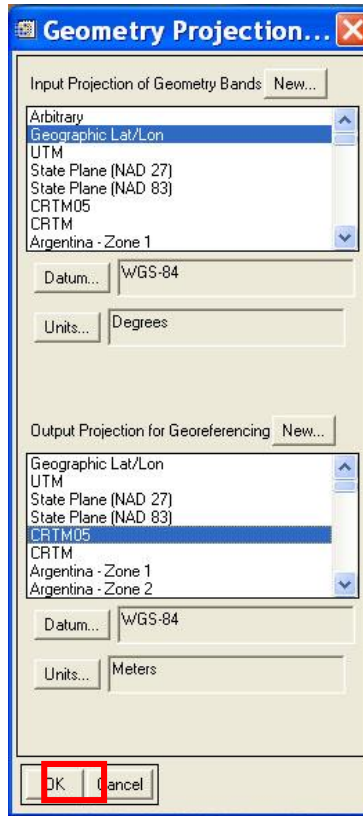 Geometry Projection...
Input Projection of Geometry Bands New...
Arbitrary
Geographic Lat/Lon
UTM
State Plane (NAD 27)
State Plane (NAD 83)
CRTM05
CRTM
Argentina - Zone 1
Datum... WGS-84
Units... Degrees
Output Projection for Georeferencing New...
Geographic Lat/Lon
UTM
State Plane (NAD 27)
State Plane (NAD 83)
CRTM05
CRTM
Argentina - Zone 1
Argentina - Zone 2
Datum... WGS-84
Units... Meters
OK Cancel